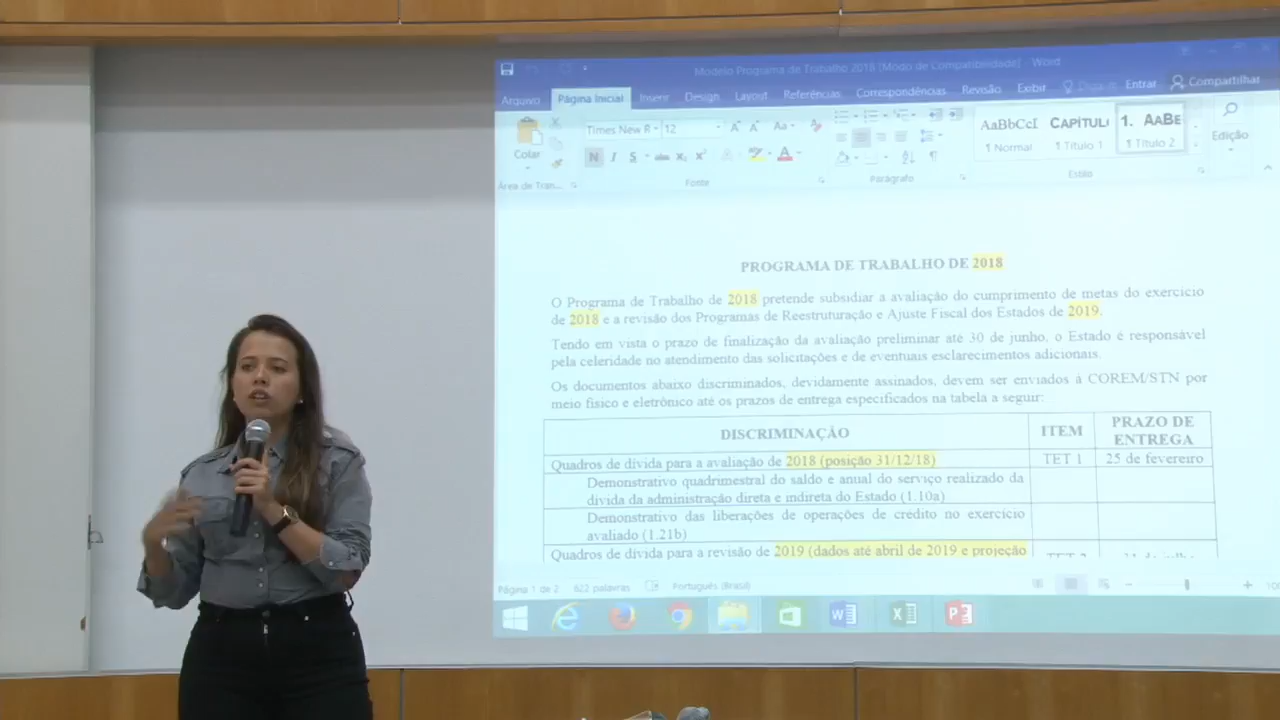 Modelo Programa de Trabalho 2018 [Modo de Compatibilidade] - Word
Arquivo Página Inicial Inserir Design Layout Referências Correspondências Revisão Exibir Entrar Compartilhar
Colar
Times New R 12
Aa
N I S abc X₂ X²
AaBbCcI CAPÍTULO 1. AABB
¶ Normal ¶ Título 1 ¶ Título 2
Edição
Área de Tran... Fonte Parágrafo Estilo
PROGRAMA DE TRABALHO DE 2018
O Programa de Trabalho de 2018 pretende subsidiar a avaliação do cumprimento de metas do exercício
de 2018 e a revisão dos Programas de Reestruturação e Ajuste Fiscal dos Estados de 2019.
Tendo em vista o prazo de finalização da avaliação preliminar até 30 de junho, o Estado é responsável
pela celeridade no atendimento das solicitações e de eventuais esclarecimentos adicionais.
Os documentos abaixo discriminados, devidamente assinados, devem ser enviados à COREM/STN por
meio físico e eletrônico até os prazos de entrega especificados na tabela a seguir:
DISCRIMINAÇÃO ITEM PRAZO DE
ENTREGA
Quadros de dívida para a avaliação de 2018 (posição 31/12/18) TET 1 25 de fevereiro
Demonstrativo quadrimestral do saldo e anual do serviço realizado da
dívida da administração direta e indireta do Estado (1.10a)
Demonstrativo das liberações de operações de crédito no exercício
avaliado (1.21b)
Quadros de dívida para a revisão de 2019 (dados até abril de 2019 e projeção
Página 1 de 2 622 palavras Português (Brasil)